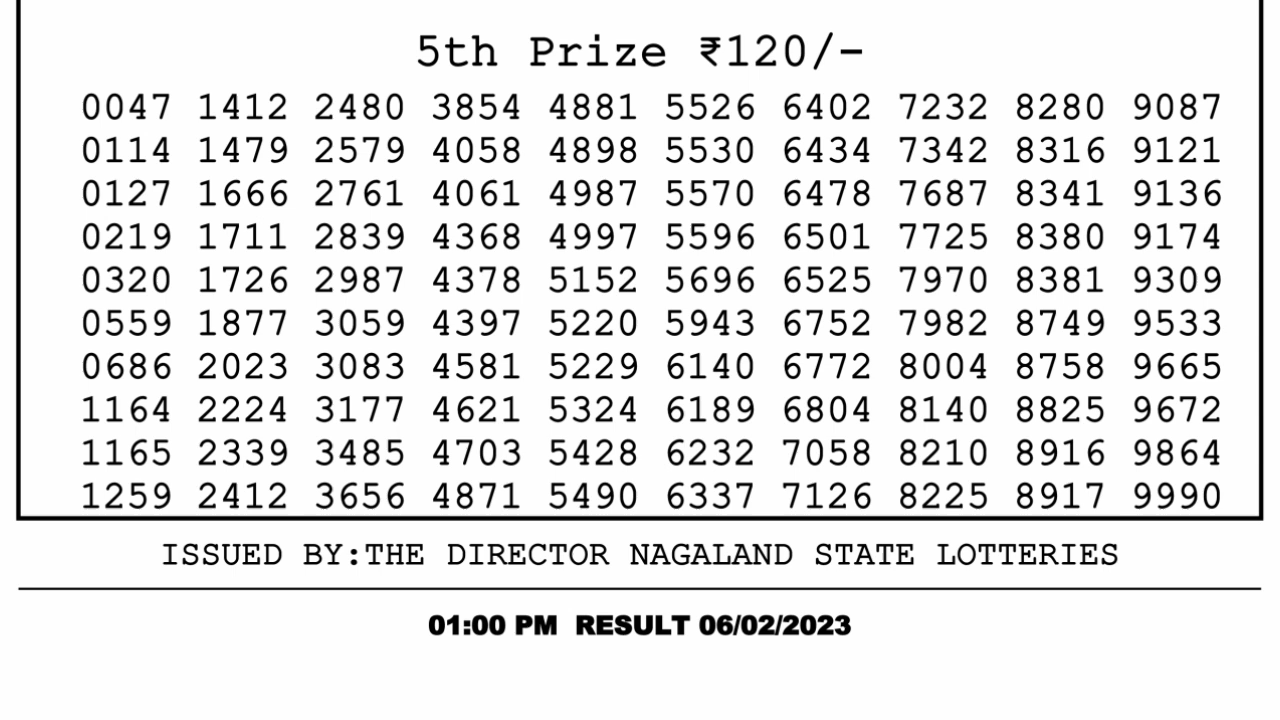 5th Prize ₹120/-
0047 1412 2480 3854 4881 5526 6402 7232 8280 9087
0114 1479 2579 4058 4898 5530 6434 7342 8316 9121
0127 1666 2761 4061 4987 5570 6478 7687 8341 9136
0219 1711 2839 4368 4997 5596 6501 7725 8380 9174
0320 1726 2987 4378 5152 5696 6525 7970 8381 9309
0559 1877 3059 4397 5220 5943 6752 7982 8749 9533
0686 2023 3083 4581 5229 6140 6772 8004 8758 9665
1164 2224 3177 4621 5324 6189 6804 8140 8825 9672
1165 2339 3485 4703 5428 6232 7058 8210 8916 9864
1259 2412 3656 4871 5490 6337 7126 8225 8917 9990
ISSUED BY:THE DIRECTOR NAGALAND STATE LOTTERIES
01:00 PM RESULT 06/02/2023